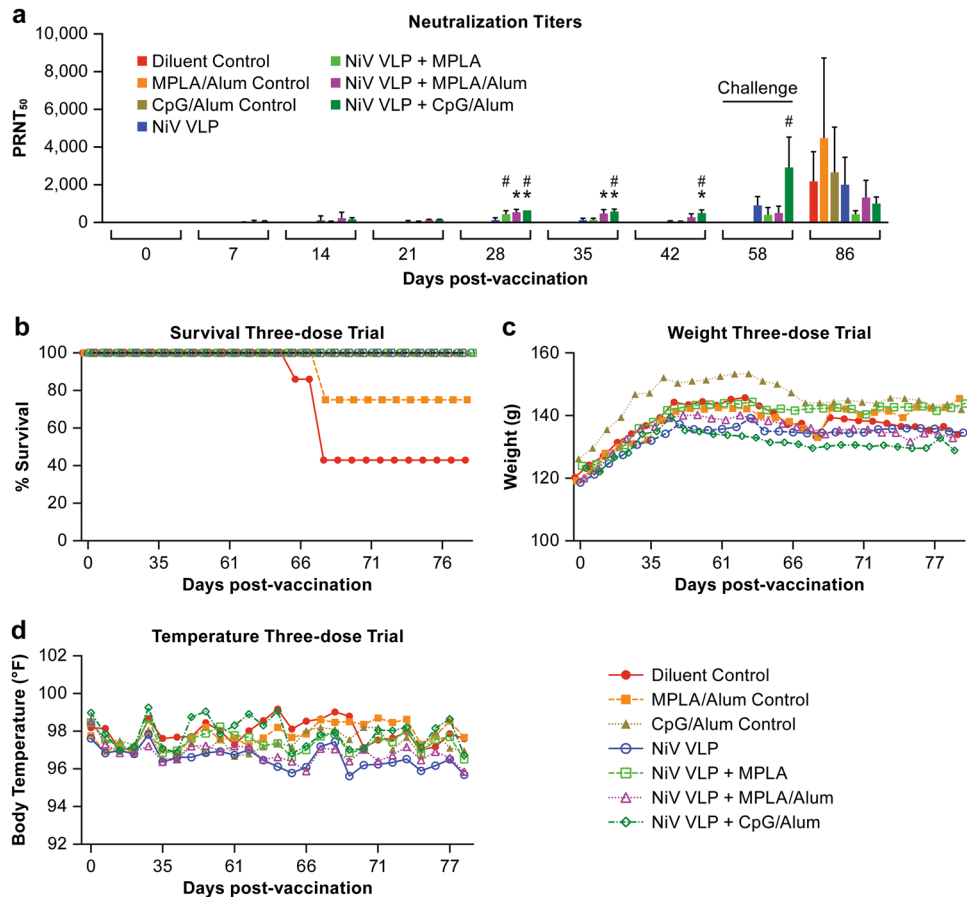 a
Neutralization Titers
10,000
8,000
6,000
4,000
2,000
0
PRNT50
Diluent Control
MPLA/Alum Control
CpG/Alum Control
NiV VLP
NiV VLP + MPLA
NiV VLP + MPLA/Alum
NiV VLP + CpG/Alum
Challenge
#
# #
* **
#
* **
#
*
0 7 14 21 28 35 42 58 86
Days post-vaccination
b
Survival Three-dose Trial
100
80
60
40
20
0
% Survival
0 35 61 66 71 76
Days post-vaccination
c
Weight Three-dose Trial
160
140
120
100
Weight (g)
0 35 61 66 71 77
Days post-vaccination
d
Temperature Three-dose Trial
102
100
98
96
94
92
Body Temperature (°F)
0 35 61 66 71 77
Days post-vaccination
Diluent Control
MPLA/Alum Control
CpG/Alum Control
NiV VLP
NiV VLP + MPLA
NiV VLP + MPLA/Alum
NiV VLP + CpG/Alum